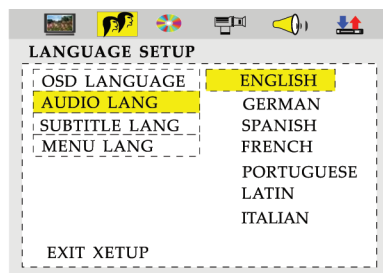 LANGUAGE SETUP
OSD LANGUAGE
AUDIO LANG
SUBTITLE LANG
MENU LANG
ENGLISH
GERMAN
SPANISH
FRENCH
PORTUGUESE
LATIN
ITALIAN
EXIT XETUP